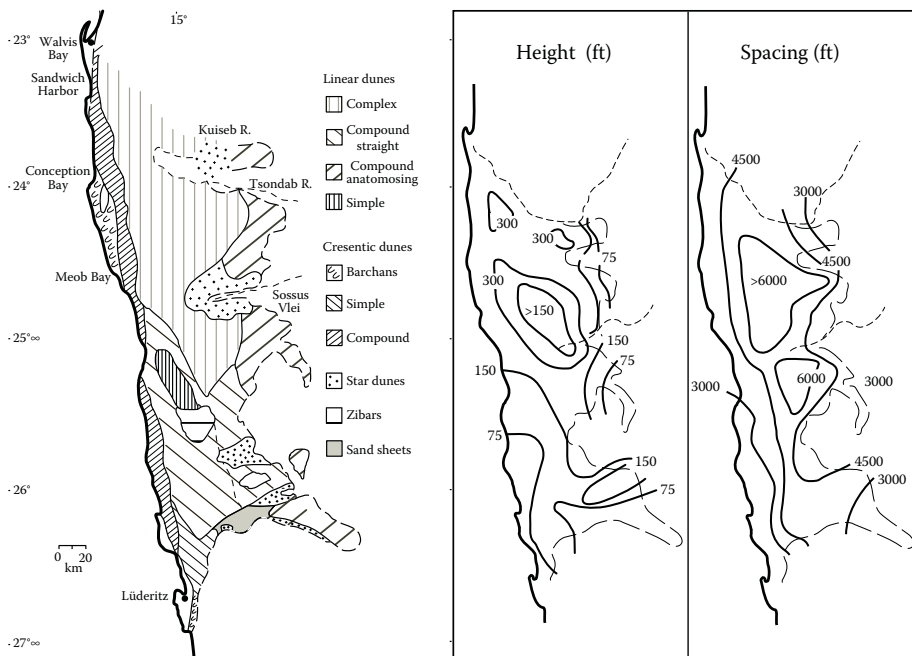 15°
23°
Walvis
Bay
Sandwich
Harbor
Kuiseb R.
24°
Conception
Bay
Tsondab R.
Meob Bay
Sossus
Vlei
25°∞
26°
0 20
km
Lüderitz
27°∞
Linear dunes
Complex
Compound
straight
Compound
anatomosing
Simple
Cresentic dunes
Barchans
Simple
Compound
Star dunes
Zibars
Sand sheets
Height (ft)
300
300
75
300
>150
150
75
150
75
150
75
Spacing (ft)
4500
3000
4500
>6000
6000
3000
3000
4500
3000